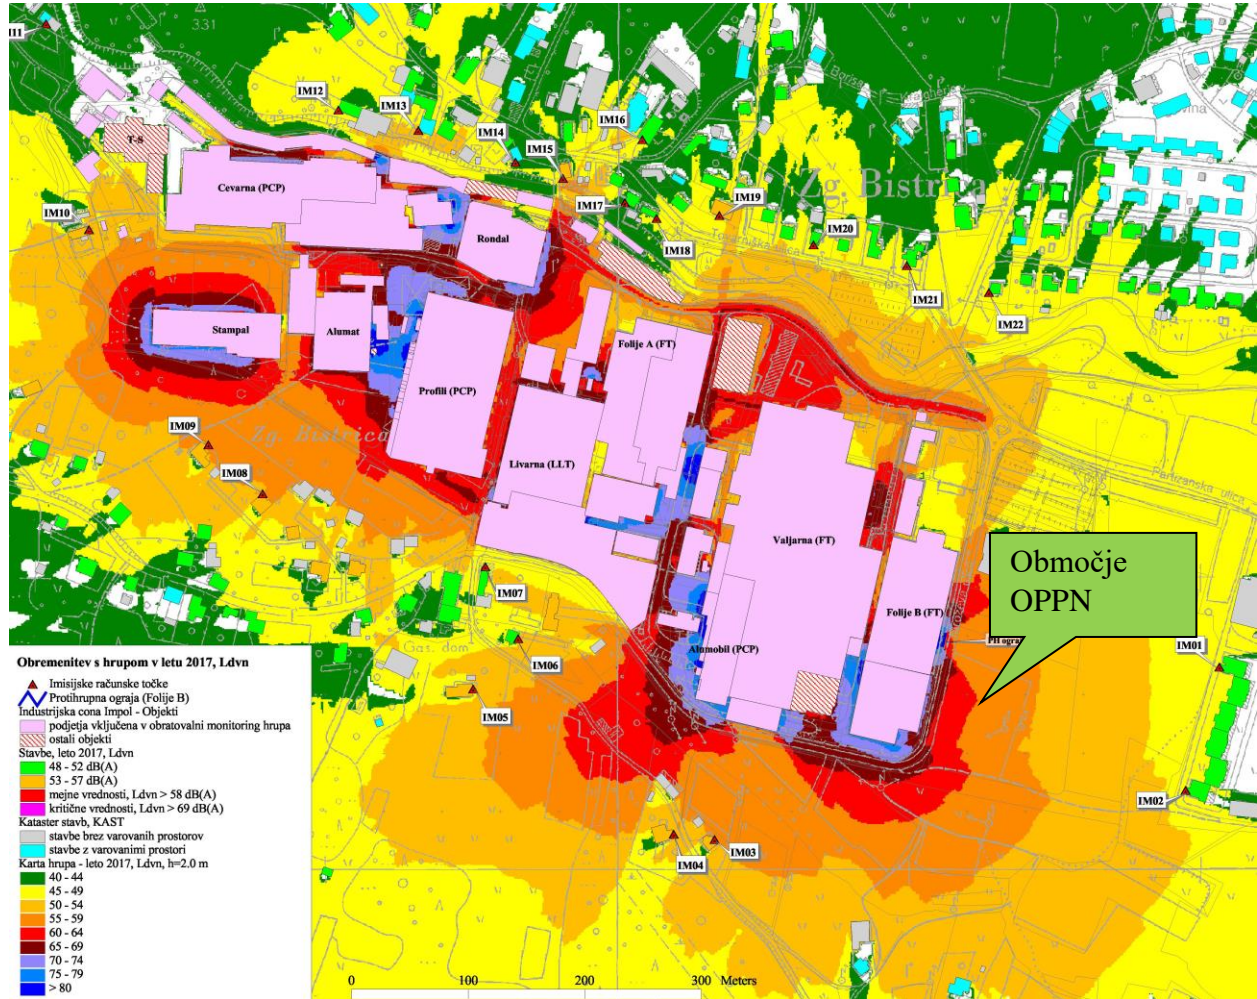 331
IM11
IM12
IM13
IM14
IM15
IM16
T-S
Cevarna (PCP)
Zg. Bistrica
IM10
IM17
IM19
IM18
IM20
Rondal
IM21
IM22
Stampal
Alumat
Folije A (FT)
Profili (PCP)
IM09
Zg. Bistrica
IM08
Livarna (LLT)
Partizanska ulica
Valjarna (FT)
Območje
OPPN
IM07
Folije B (FT)
IM06
Gas. dom
Alumobil (PCP)
PH ogra
IM01
IM05
IM02
IM04
IM03
Obremenitev s hrupom v letu 2017, Ldvn
Imisijske računske točke
Protihrupna ograja (Folije B)
Industrijska cona Impol - Objekti
podjetja vključena v obratovalni monitoring hrupa
ostali objekti
Stavbe, leto 2017, Ldvn
48 - 52 dB(A)
53 - 57 dB(A)
mejne vrednosti, Ldvn > 58 dB(A)
kritične vrednosti, Ldvn > 69 dB(A)
Kataster stavb, KAST
stavbe brez varovanih prostorov
stavbe z varovanimi prostori
Karta hrupa - leto 2017, Ldvn, h=2.0 m
40 - 44
45 - 49
50 - 54
55 - 59
60 - 64
65 - 69
70 - 74
75 - 79
> 80
0 100 200 300 Meters